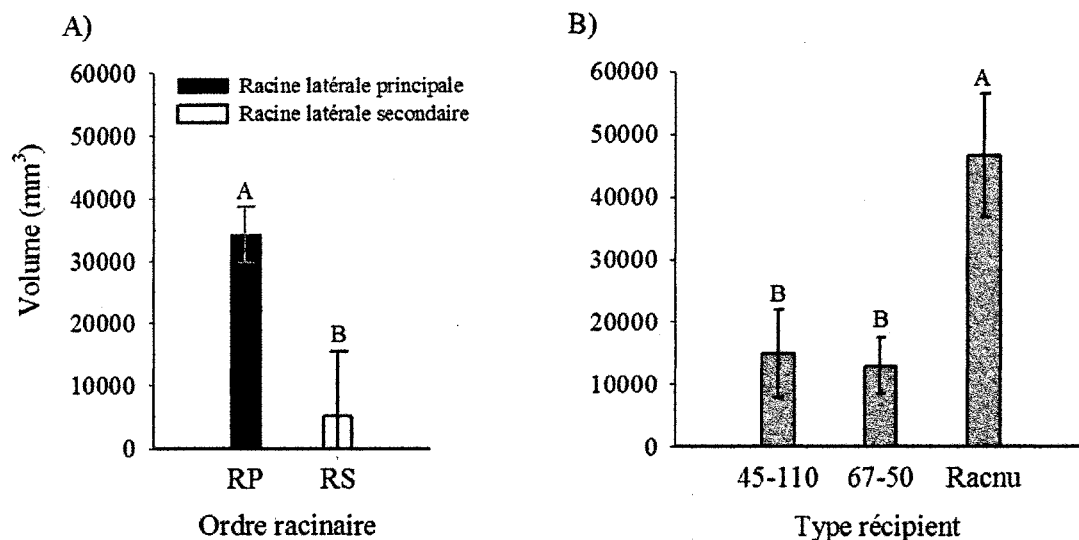 A)
60000
50000
40000
30000
20000
10000
0
Volume (mm³)
Racine latérale principale
Racine latérale secondaire
A
B
RP RS
Ordre racinaire
B)
60000
50000
40000
30000
20000
10000
0
B
B
A
45-110 67-50 Racnu
Type récipient